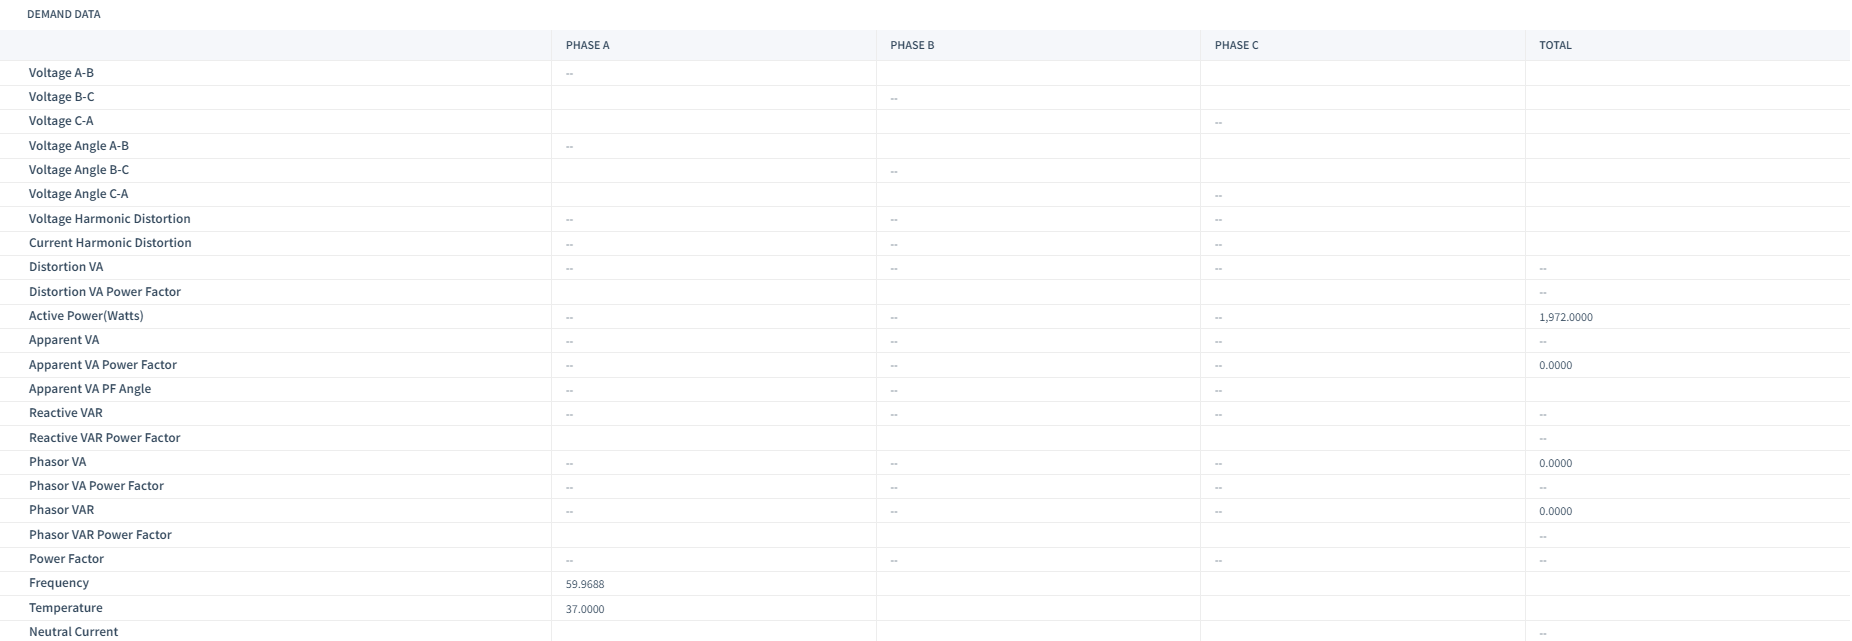 DEMAND DATA
PHASE A PHASE B PHASE C TOTAL
Voltage A-B --
Voltage B-C --
Voltage C-A --
Voltage Angle A-B --
Voltage Angle B-C --
Voltage Angle C-A --
Voltage Harmonic Distortion -- -- --
Current Harmonic Distortion -- -- --
Distortion VA -- -- -- --
Distortion VA Power Factor --
Active Power(Watts) -- -- -- 1,972.0000
Apparent VA -- -- -- --
Apparent VA Power Factor -- -- -- 0.0000
Apparent VA PF Angle -- -- --
Reactive VAR -- -- -- --
Reactive VAR Power Factor --
Phasor VA -- -- -- 0.0000
Phasor VA Power Factor -- -- -- --
Phasor VAR -- -- -- 0.0000
Phasor VAR Power Factor --
Power Factor -- -- -- --
Frequency 59.9688
Temperature 37.0000
Neutral Current --